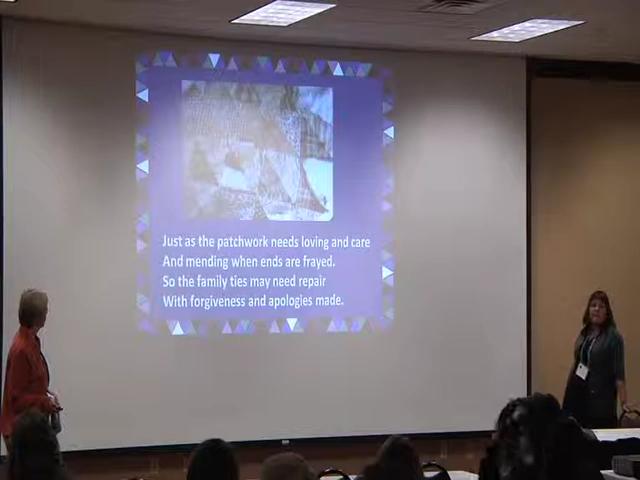 Just as the patchwork needs loving and care
And mending when ends are frayed.
So the family ties may need repair
With forgiveness and apologies made.